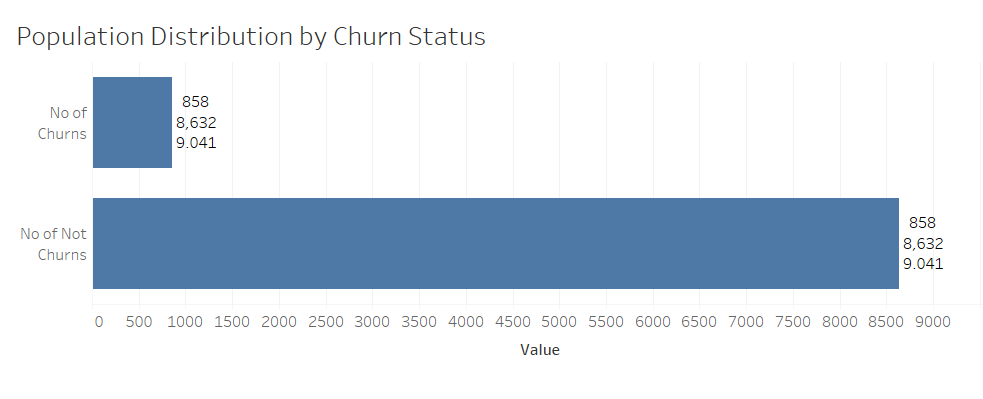 Population Distribution by Churn Status
No of
Churns
858
8,632
9.041
No of Not
Churns
858
8,632
9.041
0 500 1000 1500 2000 2500 3000 3500 4000 4500 5000 5500 6000 6500 7000 7500 8000 8500 9000
Value